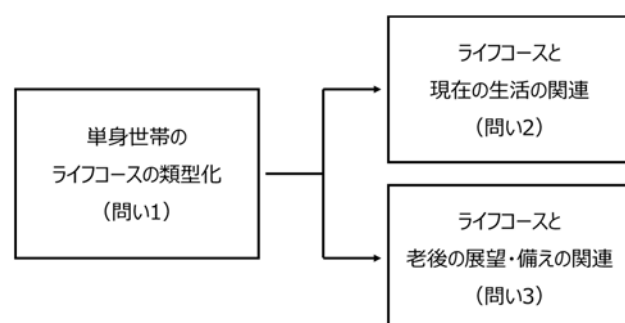 単身世帯の
ライフコースの類型化
（問い1）
ライフコースと
現在の生活の関連
（問い2）
ライフコースと
老後の展望・備えの関連
（問い3）